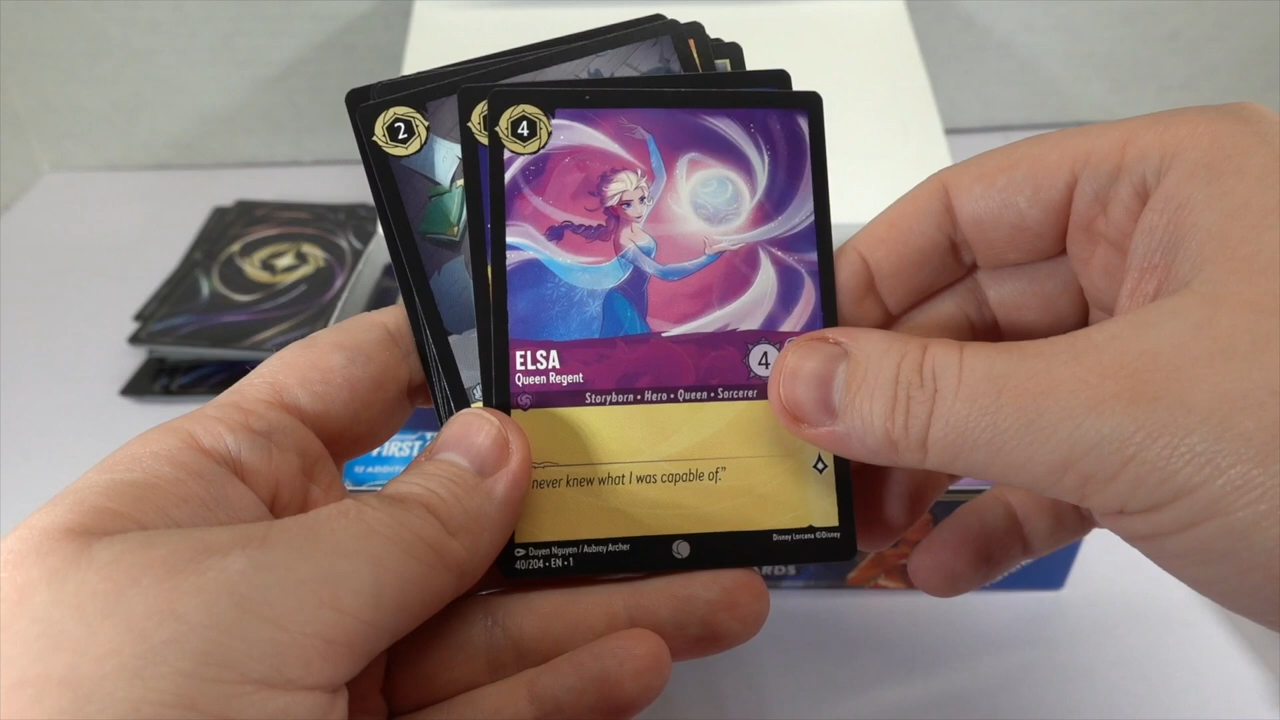 2
4
ELSA
4
Queen Regent
Storyborn • Hero • Queen • Sorcerer
never knew what I was capable of."
Duyen Nguyen / Aubrey Archer
Disney Lorcana ©Disney
40/204 • EN • 1
FIRST